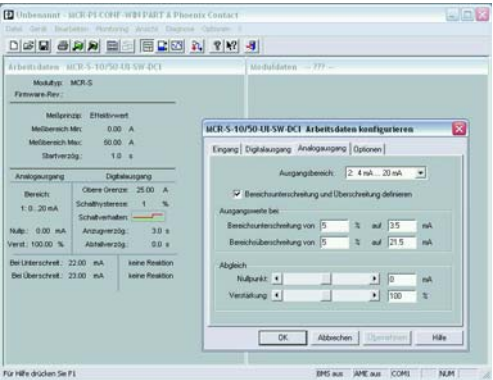 Unbenannt - MCR-PI-CONF-WIN PART A Phoenix Contact
Datei Gerät Bearbeiten Monitoring Ansicht Diagnose Optionen ?
Arbeitsdaten MCR-S-10/50-UI-SW-DCI
Moduldaten --- ???
Modultyp: MCR-S
Firmware-Rev.:
Meßprinzip: Effektivwert
Meßbereich Min: 0.00 A
Meßbereich Max: 50.00 A
Startverzög.: 1.0 s
Analogausgang Digitalausgang
Bereich:
1: 0...20 mA
Obere Grenze: 25.00 A
Schalthysterese: 1 %
Schaltverhalten:
Nullp.: 0.00 mA
Anzugverzög.: 3.0 s
Verst.: 100.00 %
Abfallverzög.: 0.0 s
Bei Unterschreit.: 22.00 mA keine Reaktion
Bei Überschreit.: 23.00 mA keine Reaktion
MCR-S-10/50-UI-SW-DCI Arbeitsdaten konfigurieren
Eingang Digitalausgang Analogausgang Optionen
Ausgangsbereich: 2: 4 mA... 20 mA
Bereichsunterschreitung und Überschreitung definieren
Ausgangswerte bei
Bereichsunterschreitung von 5 % auf 3.5 mA
Bereichsüberschreitung von 5 % auf 21.5 mA
Abgleich
Nullpunkt: 0 mA
Verstärkung: 100 %
OK Abbrechen Übernehmen Hilfe
Für Hilfe drücken Sie F1
BMS aus AME aus COM1 NUM